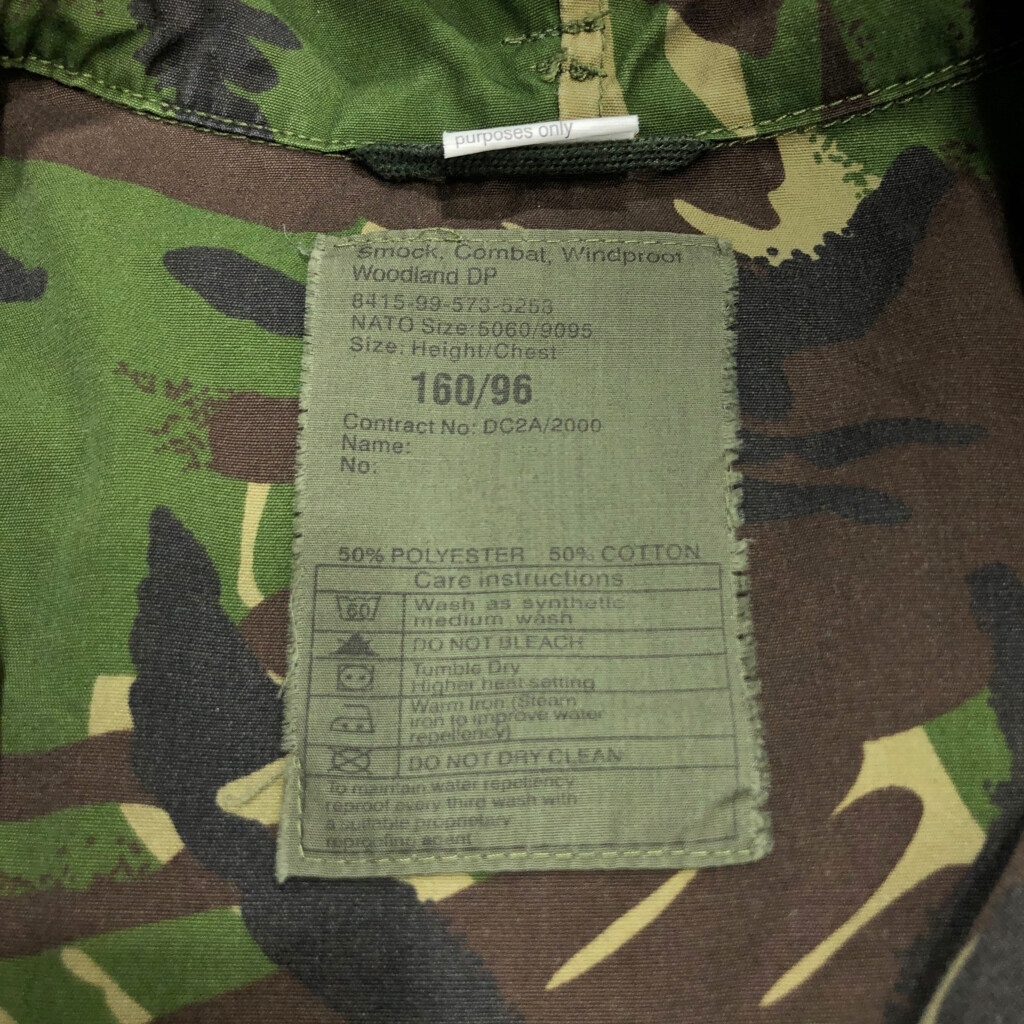 purposes only
Smock, Combat, Windproof
Woodland DP
8415-99-573-5253
NATO Size:5060/9095
Size: Height/Chest
160/96
Contract No: DC2A/2000
Name:
No:
50% POLYESTER 50% COTTON
Care instructions
60
Wash as synthetic
medium wash
DO NOT BLEACH
Tumble Dry
Higher heat setting
Warm Iron (Steam
iron to improve water
repellency)
DO NOT DRY CLEAN
To maintain water repellency
reproof every third wash with
a suitable proprietary
reproofing agent